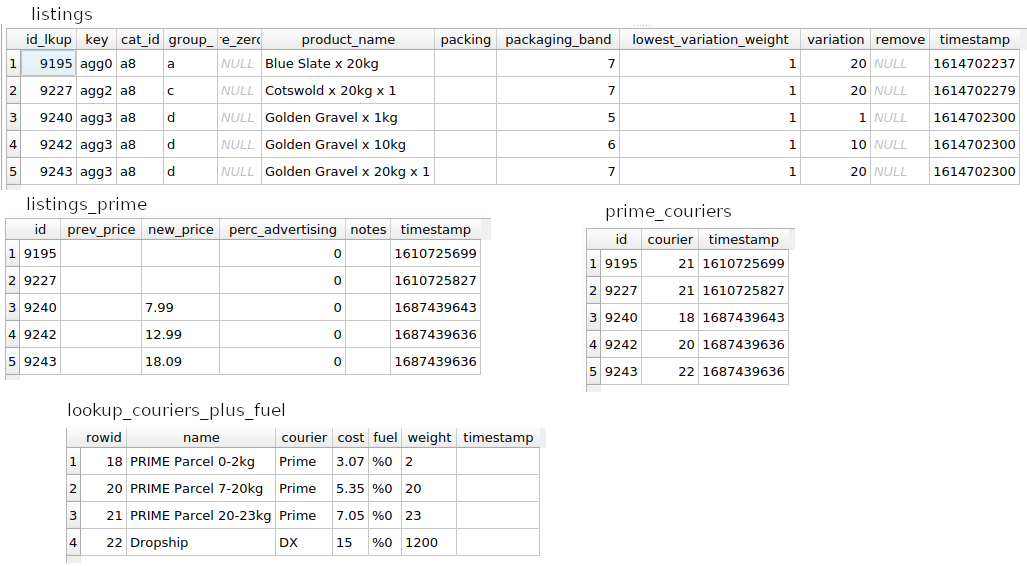 listings
id_lkup key cat_id group_ e_zero product_name packing packaging_band lowest_variation_weight variation remove timestamp
1 9195 agg0 a8 a NULL Blue Slate x 20kg 7 1 20 NULL 1614702237
2 9227 agg2 a8 c NULL Cotswold x 20kg x 1 7 1 20 NULL 1614702279
3 9240 agg3 a8 d NULL Golden Gravel x 1kg 5 1 1 NULL 1614702300
4 9242 agg3 a8 d NULL Golden Gravel x 10kg 6 1 10 NULL 1614702300
5 9243 agg3 a8 d NULL Golden Gravel x 20kg x 1 7 1 20 NULL 1614702300
listings_prime
id prev_price new_price perc_advertising notes timestamp
1 9195 0 1610725699
2 9227 0 1610725827
3 9240 7.99 0 1687439643
4 9242 12.99 0 1687439636
5 9243 18.09 0 1687439636
prime_couriers
id courier timestamp
1 9195 21 1610725699
2 9227 21 1610725827
3 9240 18 1687439643
4 9242 20 1687439636
5 9243 22 1687439636
lookup_couriers_plus_fuel
rowid name courier cost fuel weight timestamp
1 18 PRIME Parcel 0-2kg Prime 3.07 %0 2
2 20 PRIME Parcel 7-20kg Prime 5.35 %0 20
3 21 PRIME Parcel 20-23kg Prime 7.05 %0 23
4 22 Dropship DX 15 %0 1200